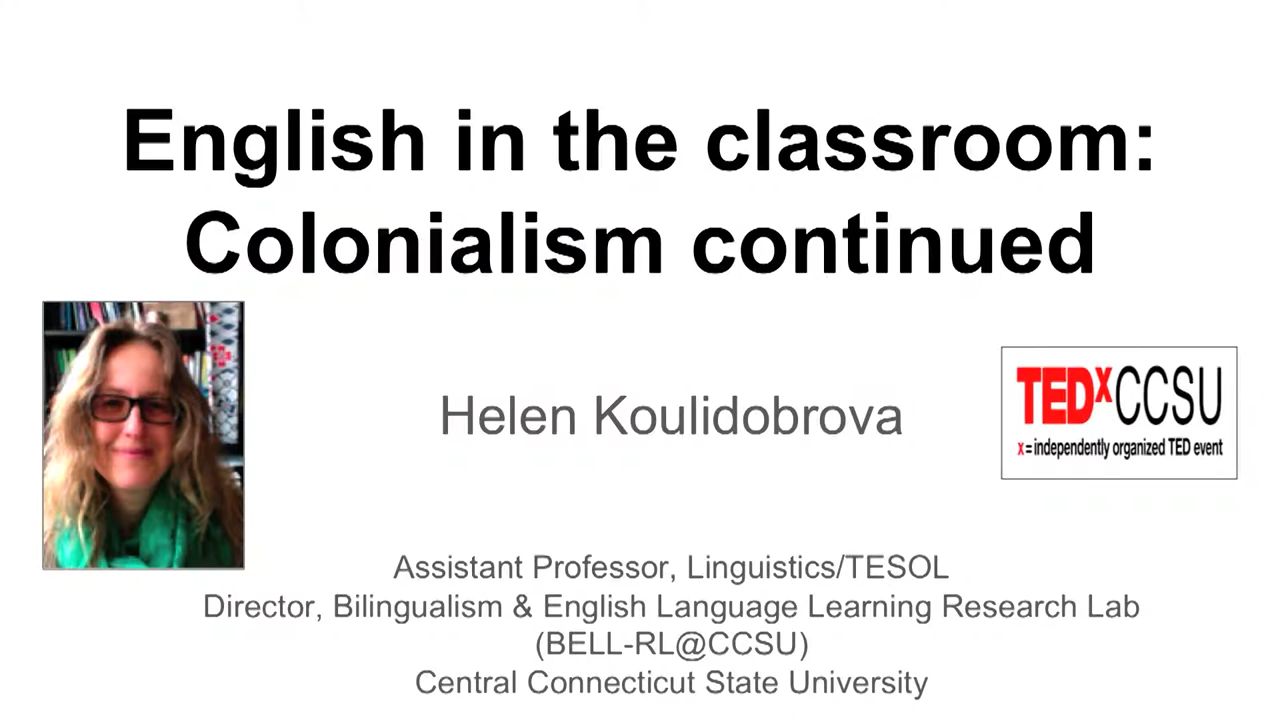 English in the classroom:
Colonialism continued
Helen Koulidobrova
TEDxCCSU
x = independently organized TED event
Assistant Professor, Linguistics/TESOL
Director, Bilingualism & English Language Learning Research Lab
(BELL-RL@CCSU)
Central Connecticut State University